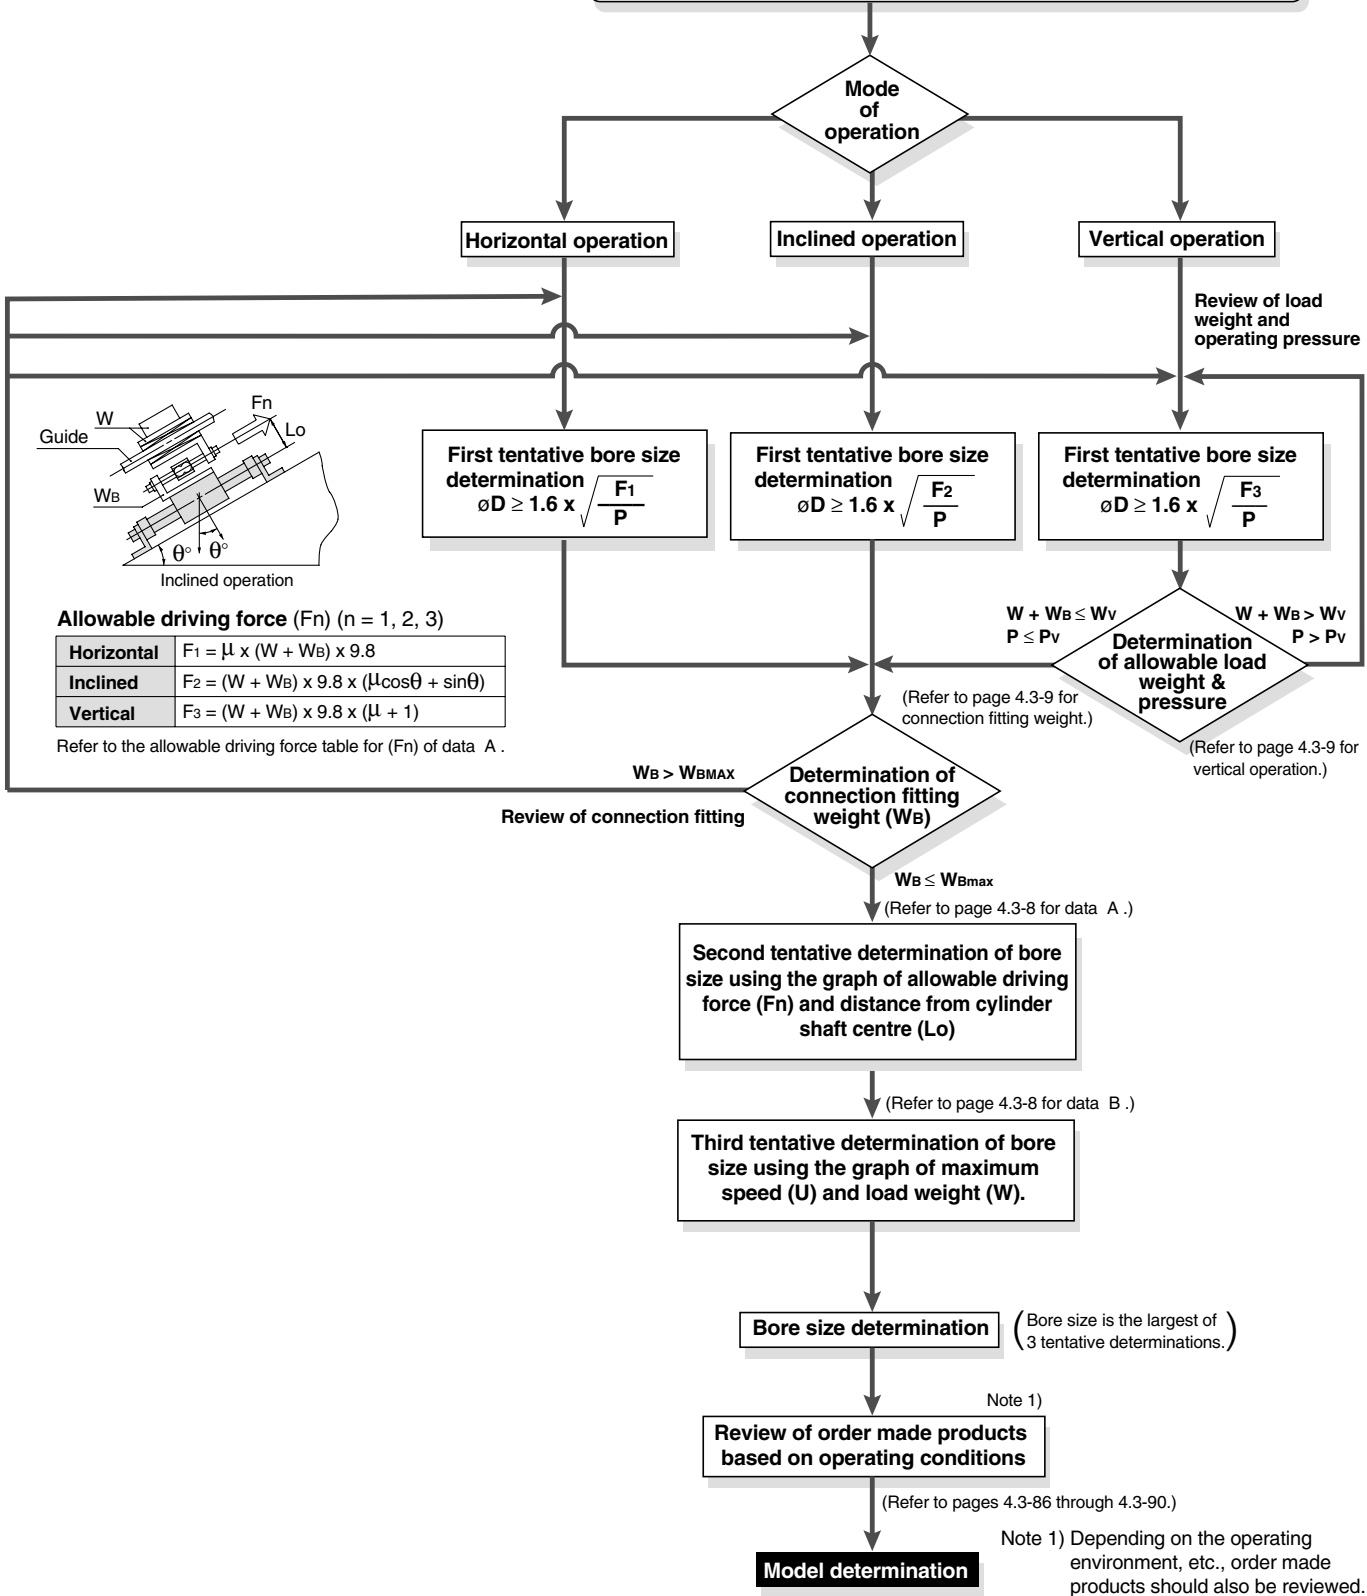 Mode
of
operation
Horizontal operation
Inclined operation
Vertical operation
Review of load
weight and
operating pressure
Fn
W
Lo
Guide
WB
θ° θ°
Inclined operation
First tentative bore size
determination
øD ≥ 1.6 x √F1/P
First tentative bore size
determination
øD ≥ 1.6 x √F2/P
First tentative bore size
determination
øD ≥ 1.6 x √F3/P
Allowable driving force (Fn) (n = 1, 2, 3)
Horizontal F1 = μ x (W + WB) x 9.8
Inclined F2 = (W + WB) x 9.8 x (μcosθ + sinθ)
Vertical F3 = (W + WB) x 9.8 x (μ + 1)
Refer to the allowable driving force table for (Fn) of data A .
W + WB ≤ WV
P ≤ PV
W + WB > WV
P > PV
Determination
of allowable load
weight &
pressure
(Refer to page 4.3-9 for
vertical operation.)
(Refer to page 4.3-9 for
connection fitting weight.)
WB > WBMAX
Review of connection fitting
Determination of
connection fitting
weight (WB)
WB ≤ WBmax
(Refer to page 4.3-8 for data A .)
Second tentative determination of bore
size using the graph of allowable driving
force (Fn) and distance from cylinder
shaft centre (Lo)
(Refer to page 4.3-8 for data B .)
Third tentative determination of bore
size using the graph of maximum
speed (U) and load weight (W).
Bore size determination
(Bore size is the largest of
3 tentative determinations.)
Note 1)
Review of order made products
based on operating conditions
(Refer to pages 4.3-86 through 4.3-90.)
Model determination
Note 1) Depending on the operating
environment, etc., order made
products should also be reviewed.